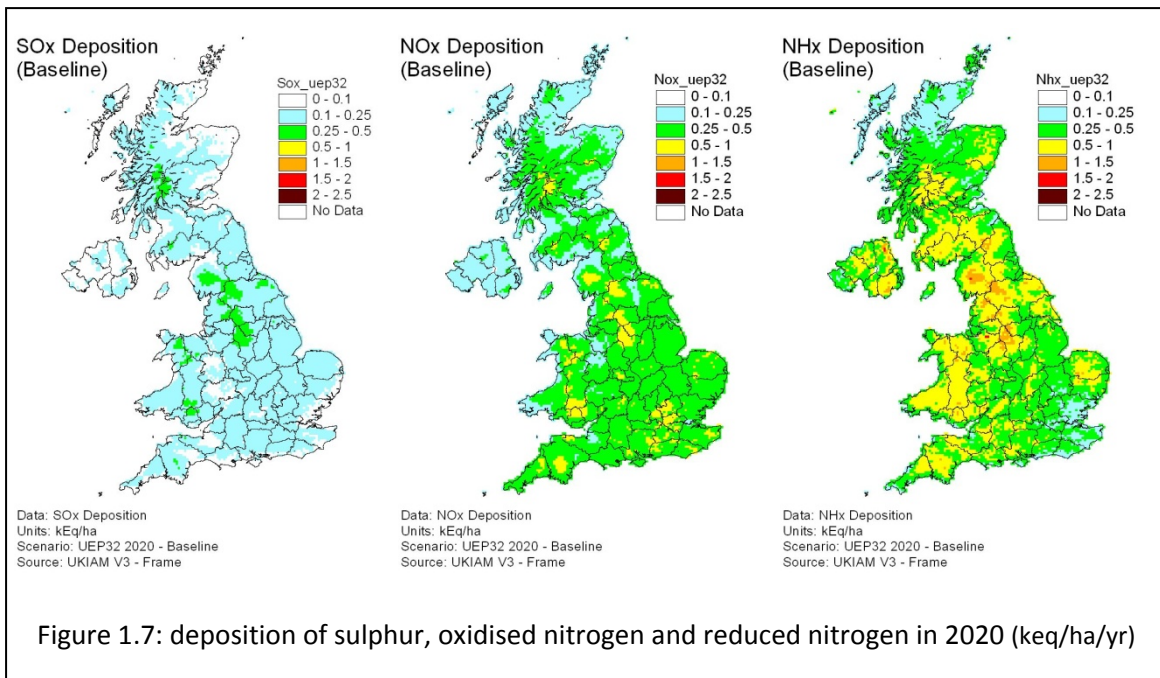 SOx Deposition
(Baseline)
Sox_uep32
0 - 0.1
0.1 - 0.25
0.25 - 0.5
0.5 - 1
1 - 1.5
1.5 - 2
2 - 2.5
No Data
Data: SOx Deposition
Units: kEq/ha
Scenario: UEP32 2020 - Baseline
Source: UKIAM V3 - Frame
NOx Deposition
(Baseline)
Nox_uep32
0 - 0.1
0.1 - 0.25
0.25 - 0.5
0.5 - 1
1 - 1.5
1.5 - 2
2 - 2.5
No Data
Data: NOx Deposition
Units: kEq/ha
Scenario: UEP32 2020 - Baseline
Source: UKIAM V3 - Frame
NHx Deposition
(Baseline)
Nhx_uep32
0 - 0.1
0.1 - 0.25
0.25 - 0.5
0.5 - 1
1 - 1.5
1.5 - 2
2 - 2.5
No Data
Data: NHx Deposition
Units: kEq/ha
Scenario: UEP32 2020 - Baseline
Source: UKIAM V3 - Frame
Figure 1.7: deposition of sulphur, oxidised nitrogen and reduced nitrogen in 2020 (keq/ha/yr)